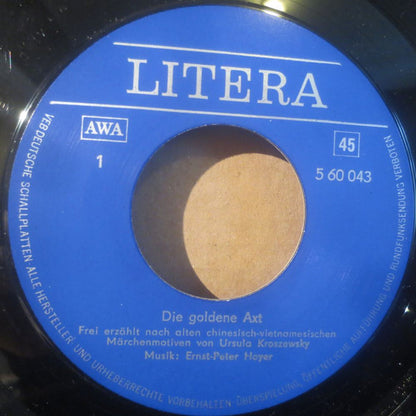 LITERA
AWA
45
1
5 60 043
Die goldene Axt
Frei erzählt nach alten chinesisch-vietnamesischen
Märchenmotiven von Ursula Kroszewsky
Musik: Ernst-Peter Hoyer
VEB DEUTSCHE SCHALLPLATTEN · ALLE HERSTELLER- UND URHEBERRECHTE VORBEHALTEN · ÜBERSPIELUNG, ÖFFENTLICHE AUFFÜHRUNG UND RUNDFUNKSENDUNG VERBOTEN